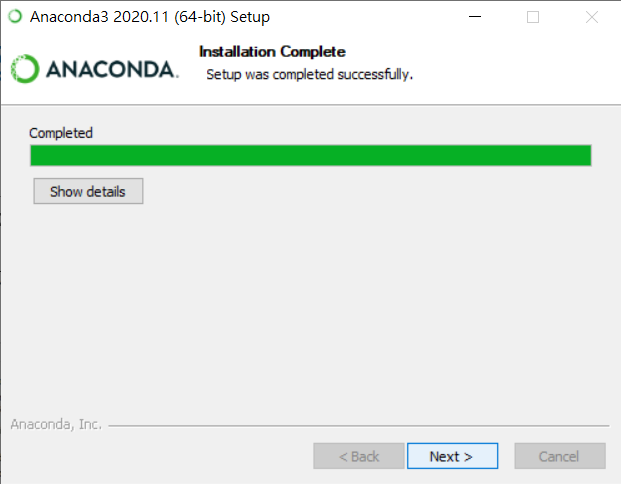 Anaconda3 2020.11 (64-bit) Setup
Installation Complete
ANACONDA.
Setup was completed successfully.
Completed
Show details
Anaconda, Inc.
< Back
Next >
Cancel